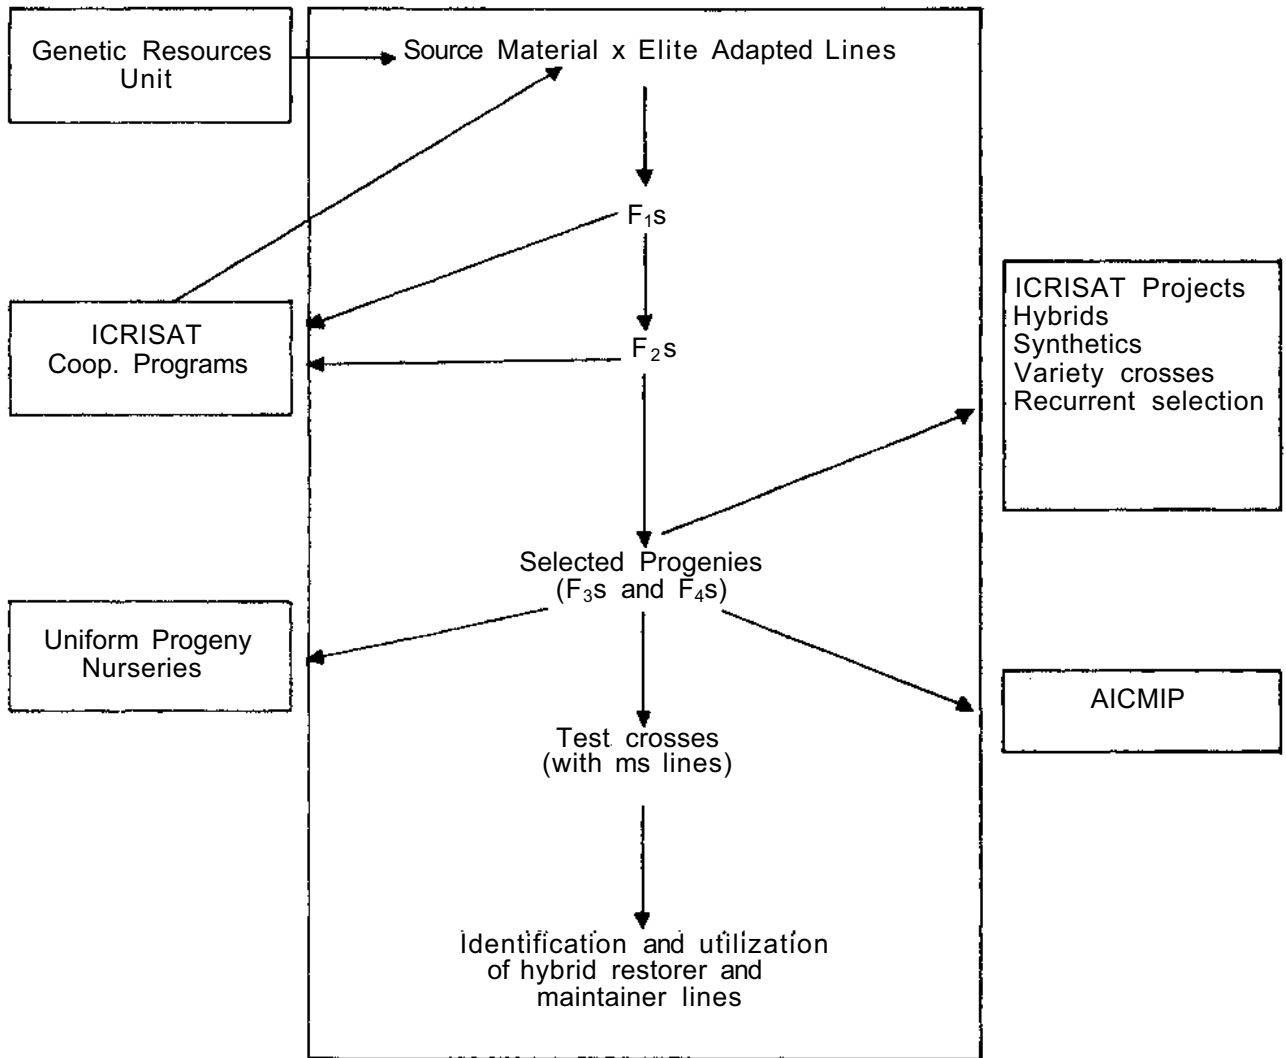 Genetic Resources
Unit
Source Material x Elite Adapted Lines
F₁s
ICRISAT
Coop. Programs
F₂s
ICRISAT Projects
Hybrids
Synthetics
Variety crosses
Recurrent selection
Selected Progenies
(F₃s and F₄s)
Uniform Progeny
Nurseries
AICMIP
Test crosses
(with ms lines)
Identification and utilization
of hybrid restorer and
maintainer lines